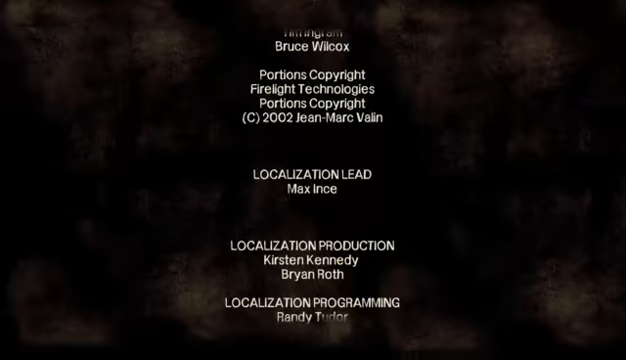 Bruce Wilcox
Portions Copyright
Firelight Technologies
Portions Copyright
(C) 2002 Jean-Marc Valin
LOCALIZATION LEAD
Max Ince
LOCALIZATION PRODUCTION
Kirsten Kennedy
Bryan Roth
LOCALIZATION PROGRAMMING
Randy Tudor